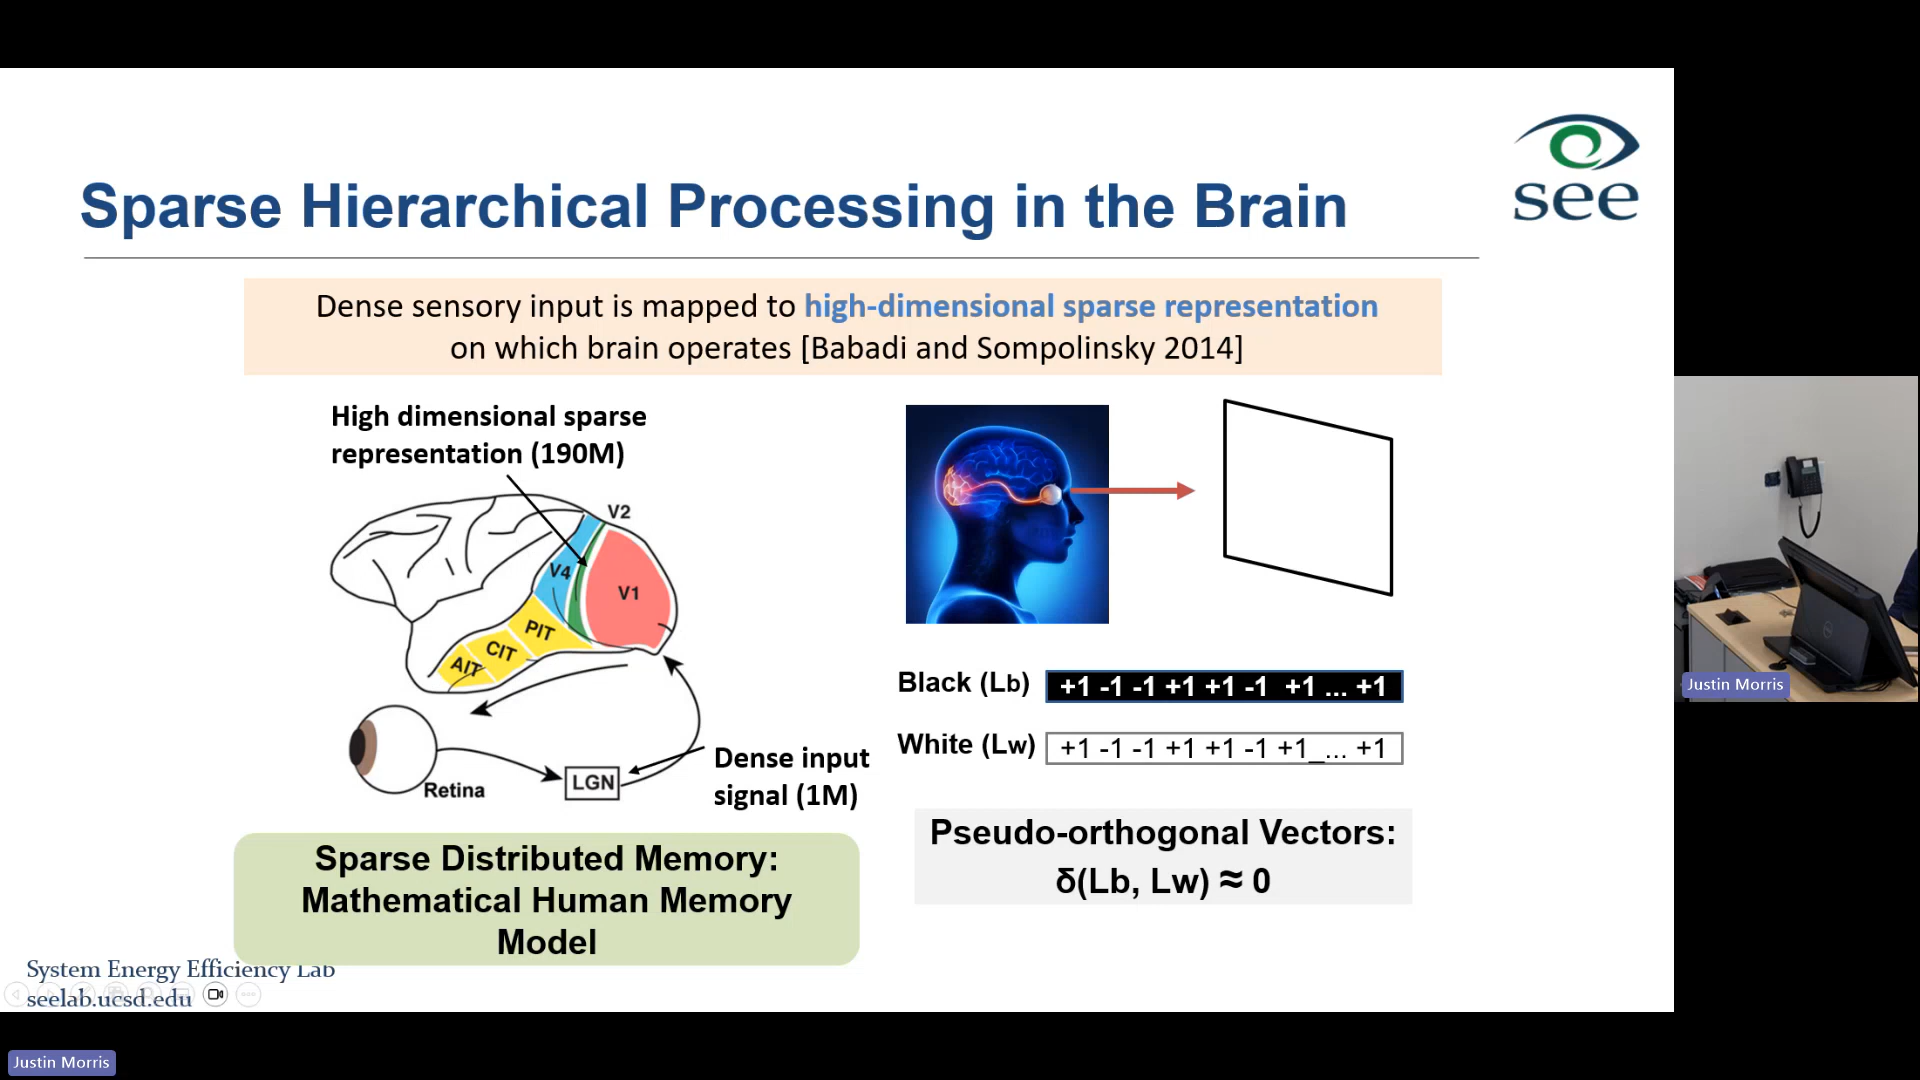 see
Sparse Hierarchical Processing in the Brain
Dense sensory input is mapped to high-dimensional sparse representation
on which brain operates [Babadi and Sompolinsky 2014]
High dimensional sparse
representation (190M)
V2
V4
V1
PIT
CIT
AIT
Retina
LGN
Dense input
signal (1M)
Sparse Distributed Memory:
Mathematical Human Memory
Model
Black (Lb) +1 -1 -1 +1 +1 -1 +1 ... +1
White (Lw) +1 -1 -1 +1 +1 -1 +1_... +1
Pseudo-orthogonal Vectors:
δ(Lb, Lw) ≈ 0
System Energy Efficiency Lab
seelab.ucsd.edu
Justin Morris
Justin Morris